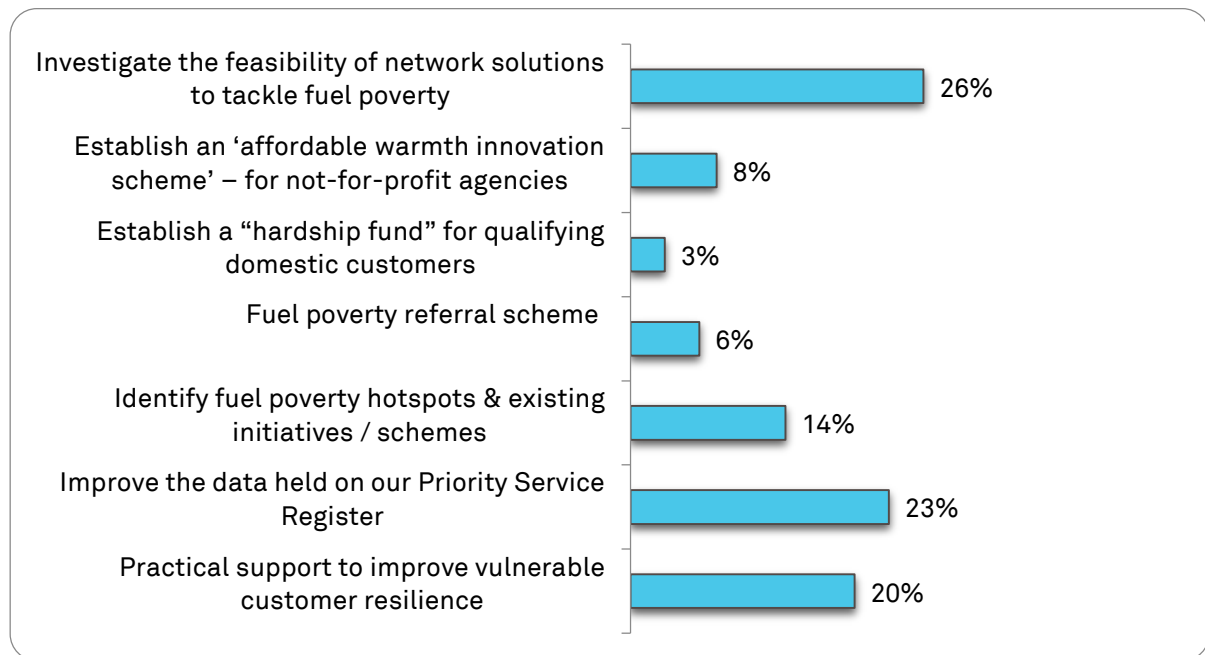 Investigate the feasibility of network solutions
to tackle fuel poverty
26%
Establish an ‘affordable warmth innovation
scheme’ – for not-for-profit agencies
8%
Establish a “hardship fund” for qualifying
domestic customers
3%
Fuel poverty referral scheme
6%
Identify fuel poverty hotspots & existing
initiatives / schemes
14%
Improve the data held on our Priority Service
Register
23%
Practical support to improve vulnerable
customer resilience
20%